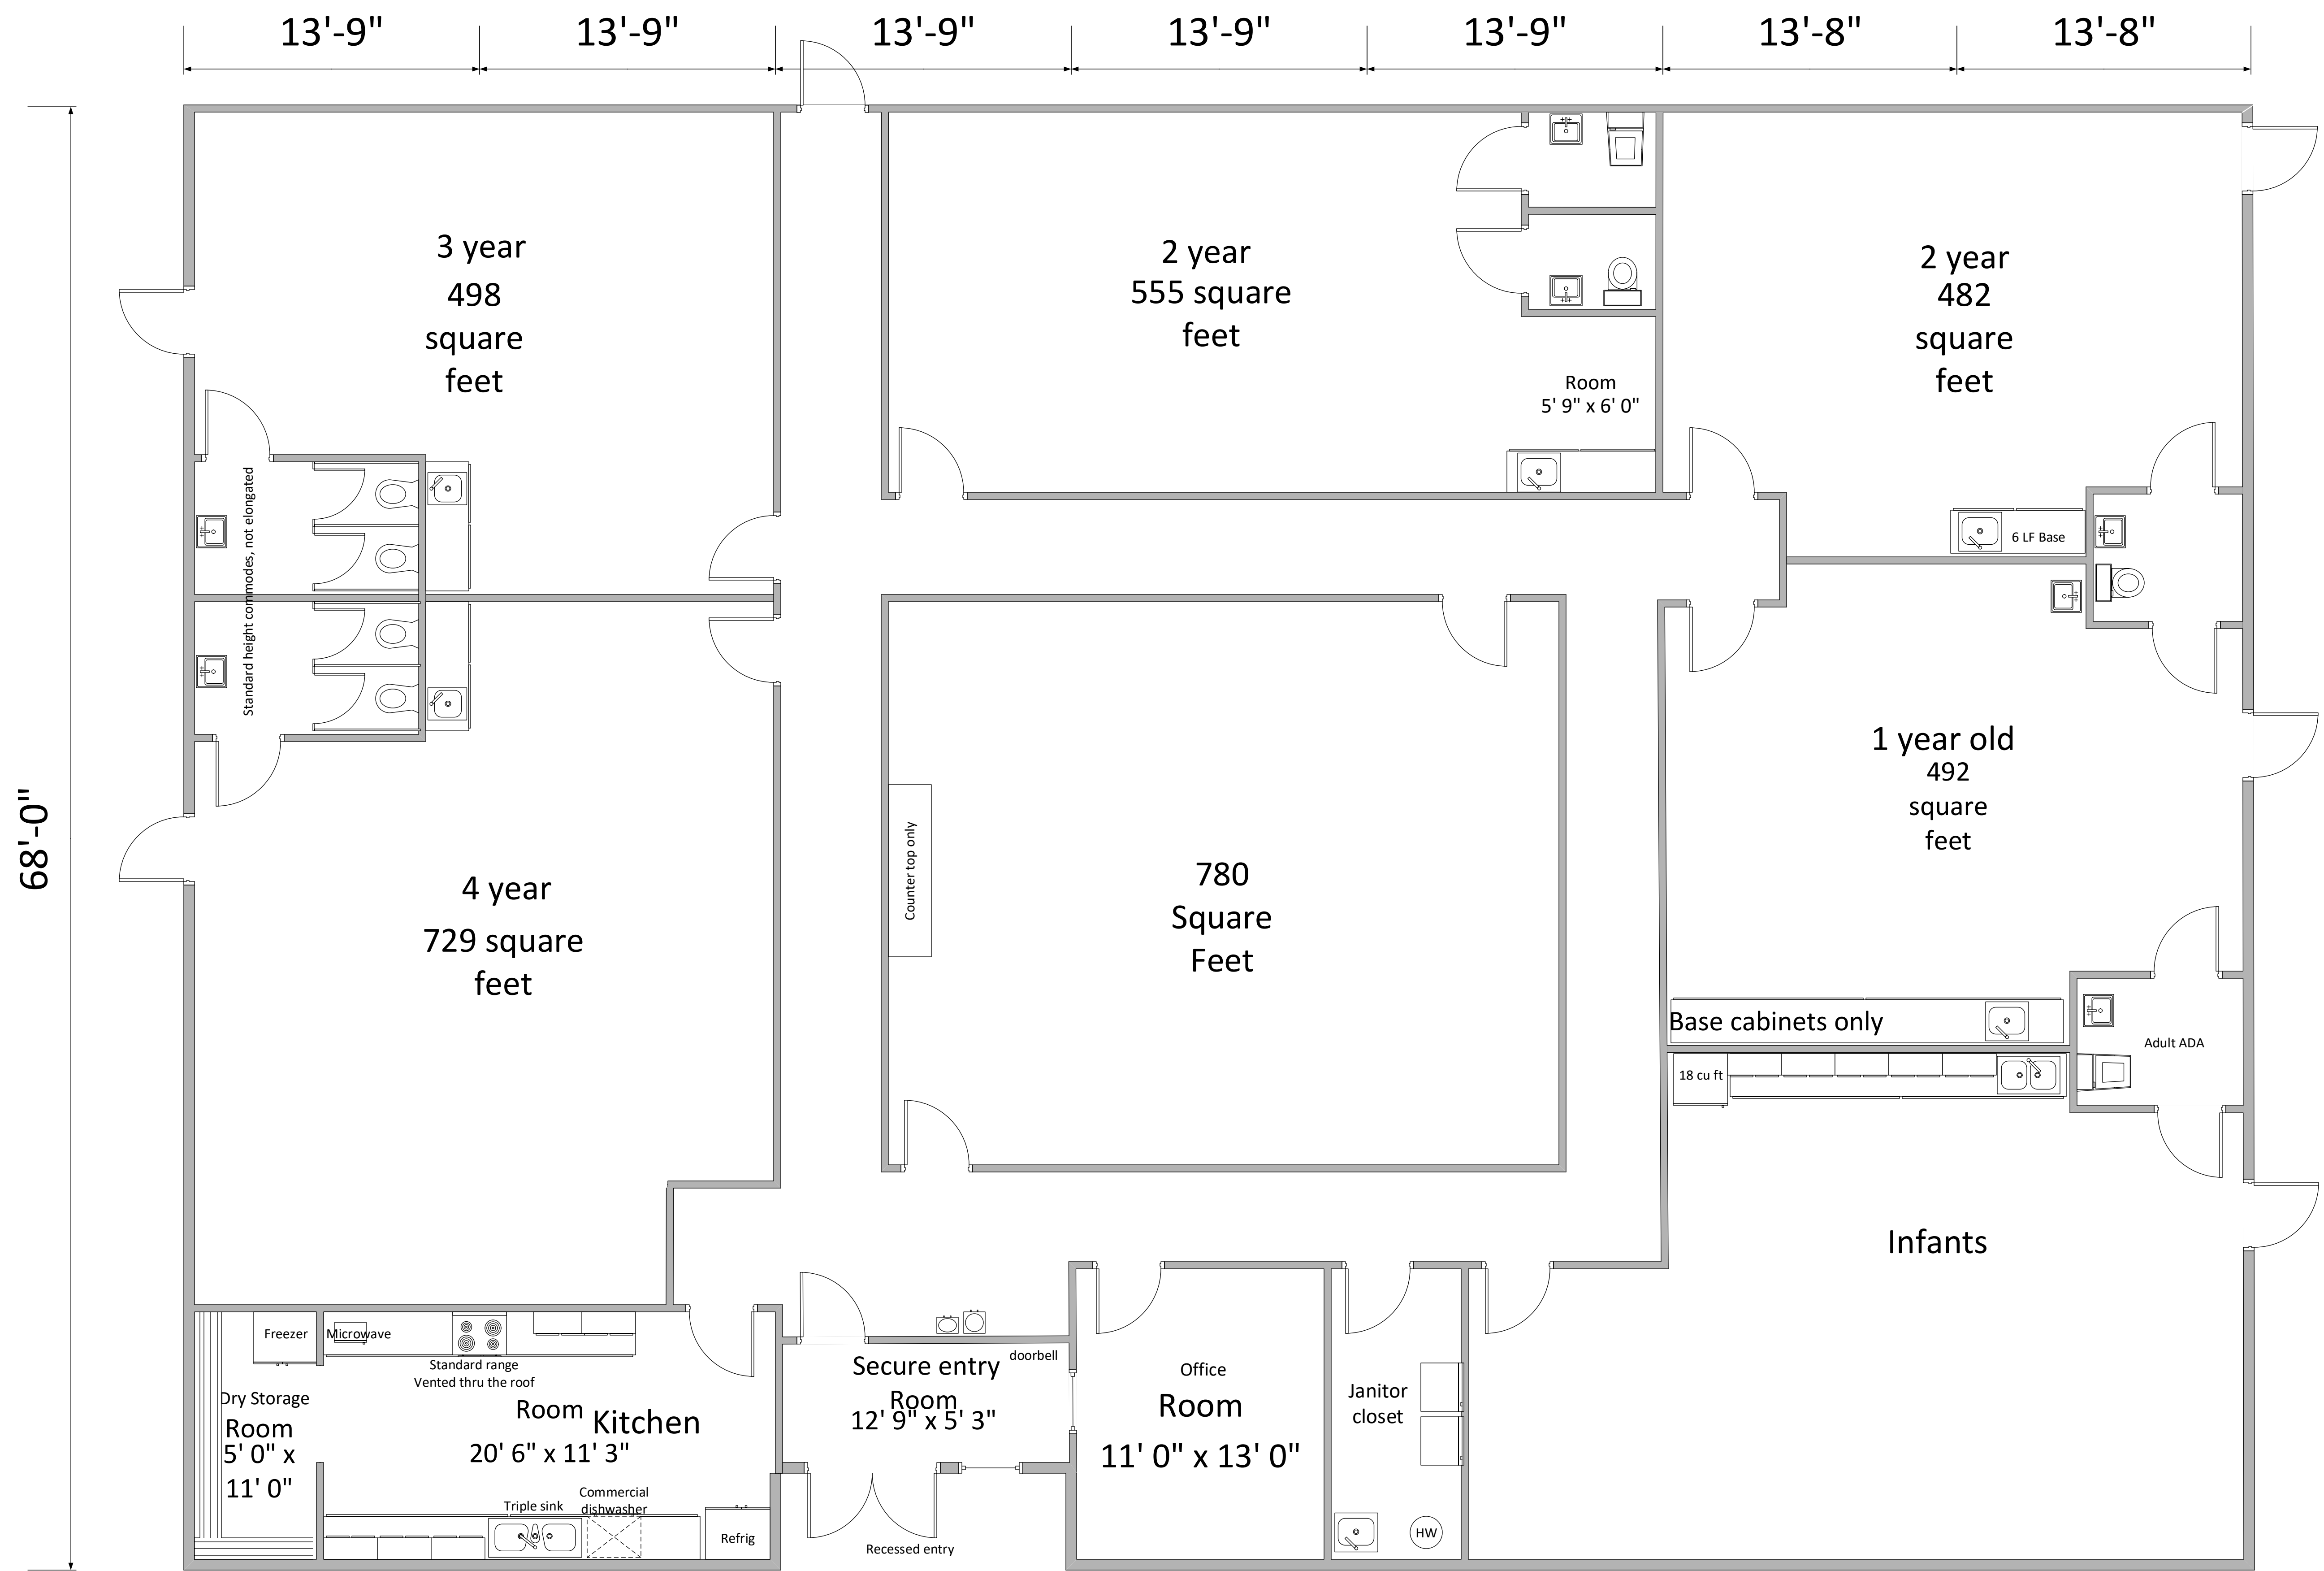 13'-9"
13'-9"
13'-9"
13'-9"
13'-9"
13'-8"
13'-8"
68'-0"
3 year
498
square
feet
2 year
555 square
feet
2 year
482
square
feet
Room
5' 9" x 6' 0"
Standard height commodes, not elongated
6 LF Base
1 year old
492
square
feet
4 year
729 square
feet
Counter top only
780
Square
Feet
Base cabinets only
Adult ADA
18 cu ft
Infants
Freezer
Microwave
Standard range
Vented thru the roof
Dry Storage
Room
5' 0" x
11' 0"
Room
Kitchen
20' 6" x 11' 3"
Triple sink
Commercial
dishwasher
Refrig
doorbell
Secure entry
Room
12' 9" x 5' 3"
Recessed entry
Office
Room
11' 0" x 13' 0"
Janitor
closet
HW